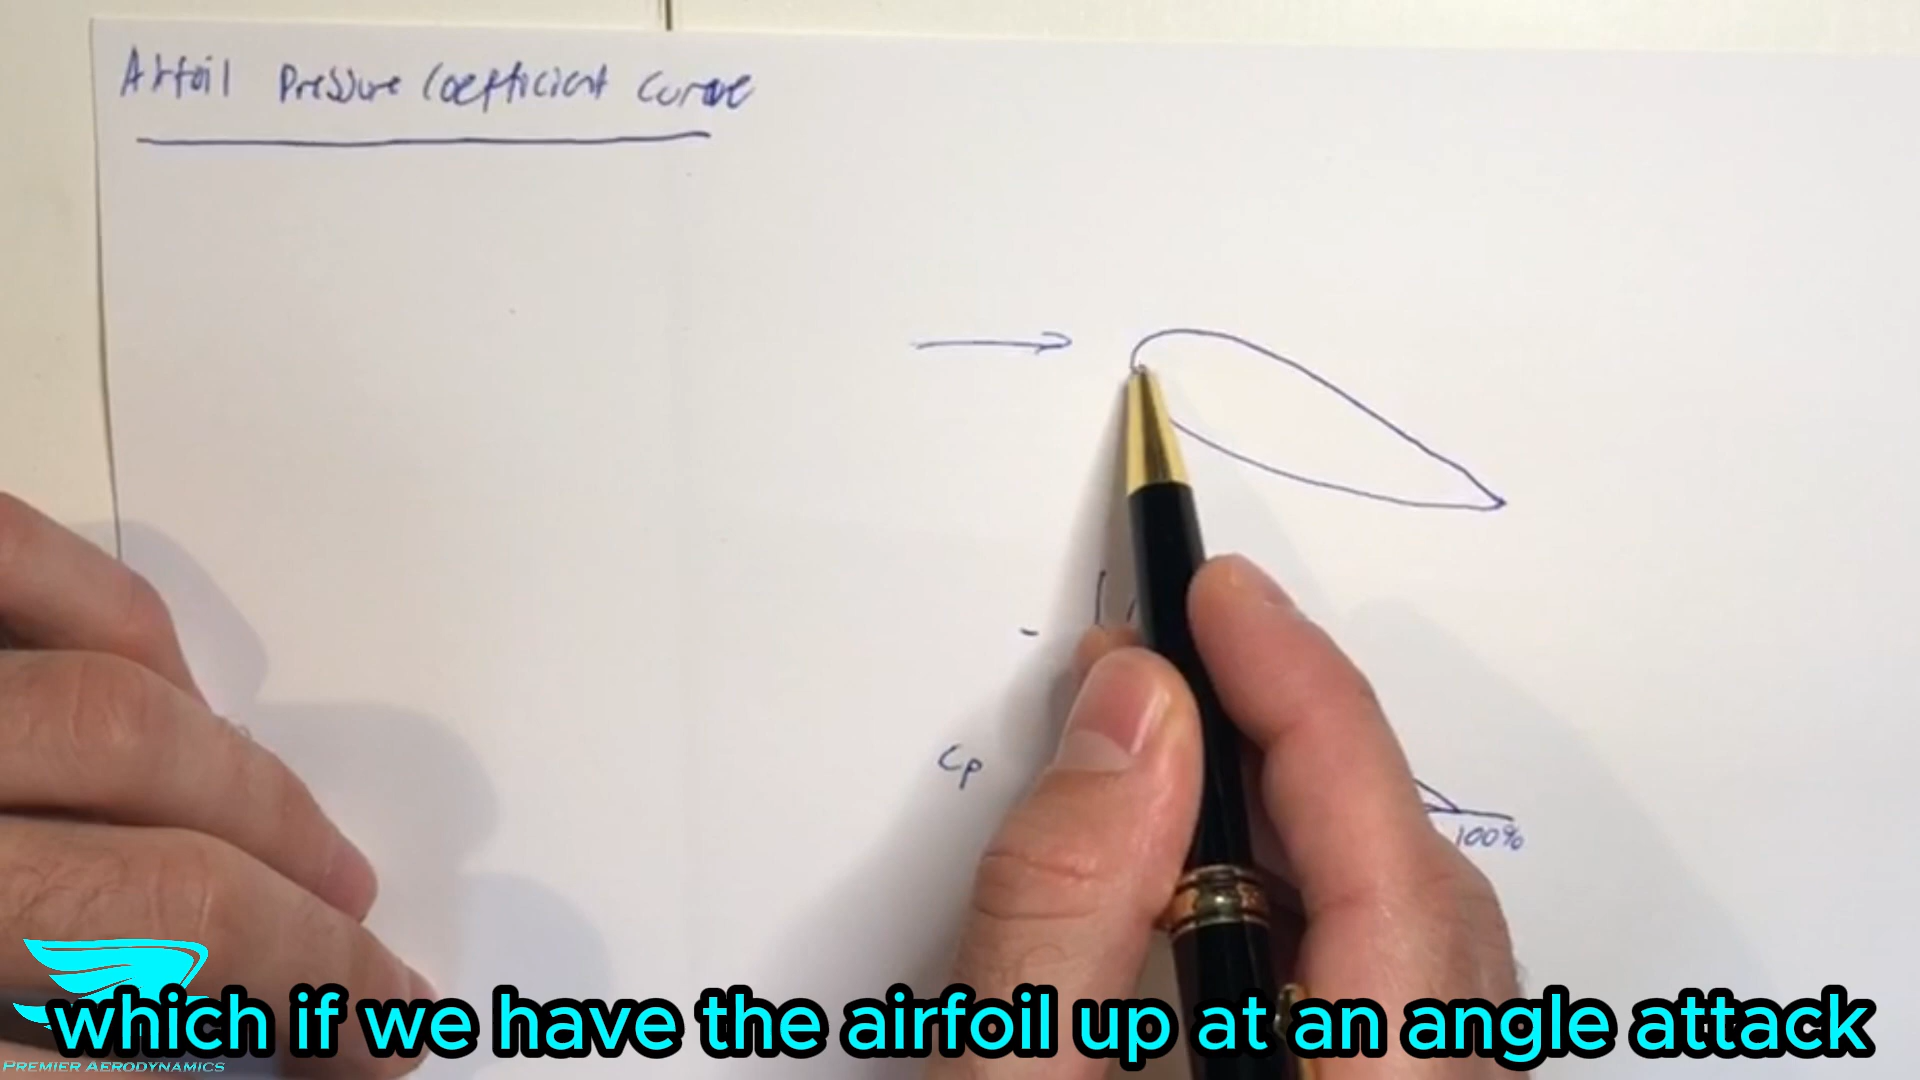 Airfoil Pressure Coefficient Curve
-
Cp
100%
which if we have the airfoil up at an angle attack
PREMIER AERODYNAMICS